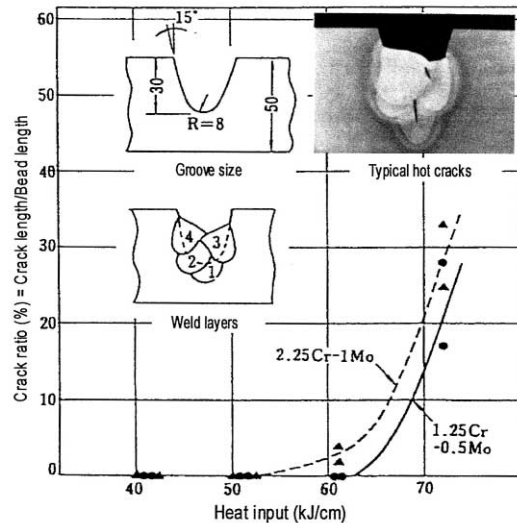 60
50
40
30
20
10
0
Crack ratio (%) = Crack length/Bead length
15°
30
50
R=8
Groove size
Typical hot cracks
4
3
2
1
Weld layers
2.25Cr-1Mo
1.25Cr
-0.5Mo
40
50
60
70
Heat input (kJ/cm)